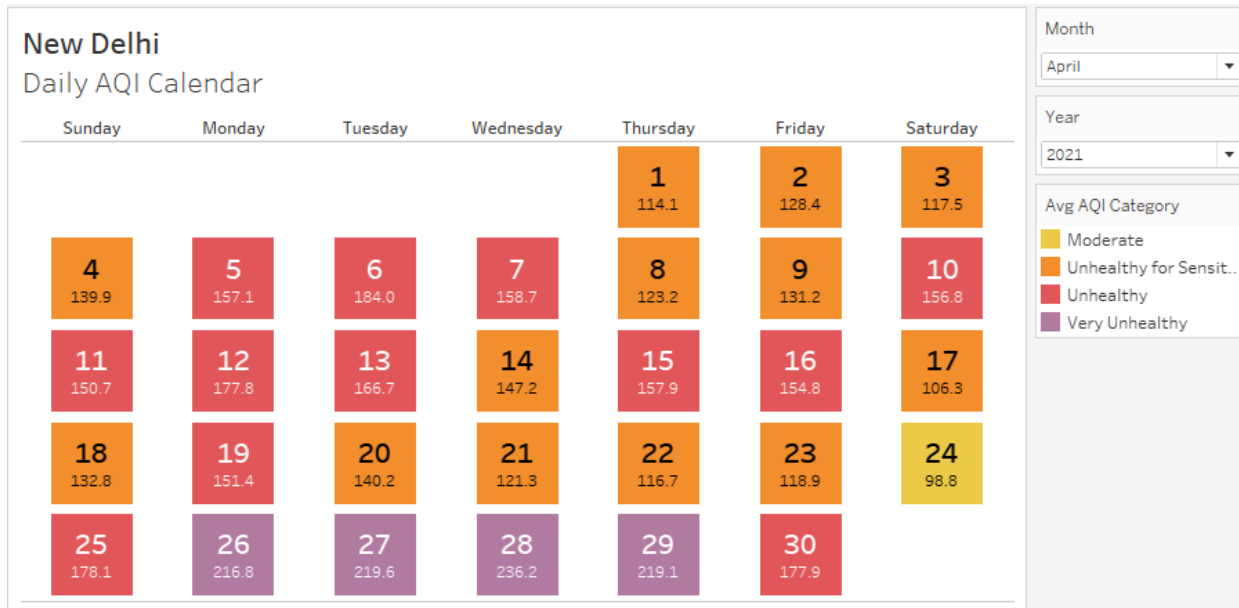 New Delhi
Daily AQI Calendar
Sunday Monday Tuesday Wednesday Thursday Friday Saturday
1 2 3
114.1 128.4 117.5
4 5 6 7 8 9 10
139.9 157.1 184.0 158.7 123.2 131.2 156.8
11 12 13 14 15 16 17
150.7 177.8 166.7 147.2 157.9 154.8 106.3
18 19 20 21 22 23 24
132.8 151.4 140.2 121.3 116.7 118.9 98.8
25 26 27 28 29 30
178.1 216.8 219.6 236.2 219.1 177.9
Month
April
Year
2021
Avg AQI Category
Moderate
Unhealthy for Sensit..
Unhealthy
Very Unhealthy